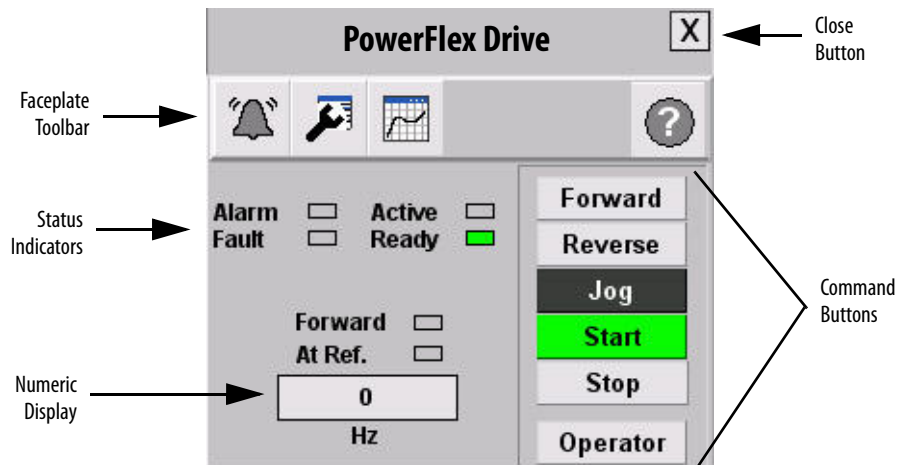 PowerFlex Drive
X
Close
Button
Faceplate
Toolbar
?
Status
Indicators
Alarm
Active
Fault
Ready
Forward
At Ref.
Numeric
Display
0
Hz
Forward
Reverse
Jog
Start
Stop
Operator
Command
Buttons